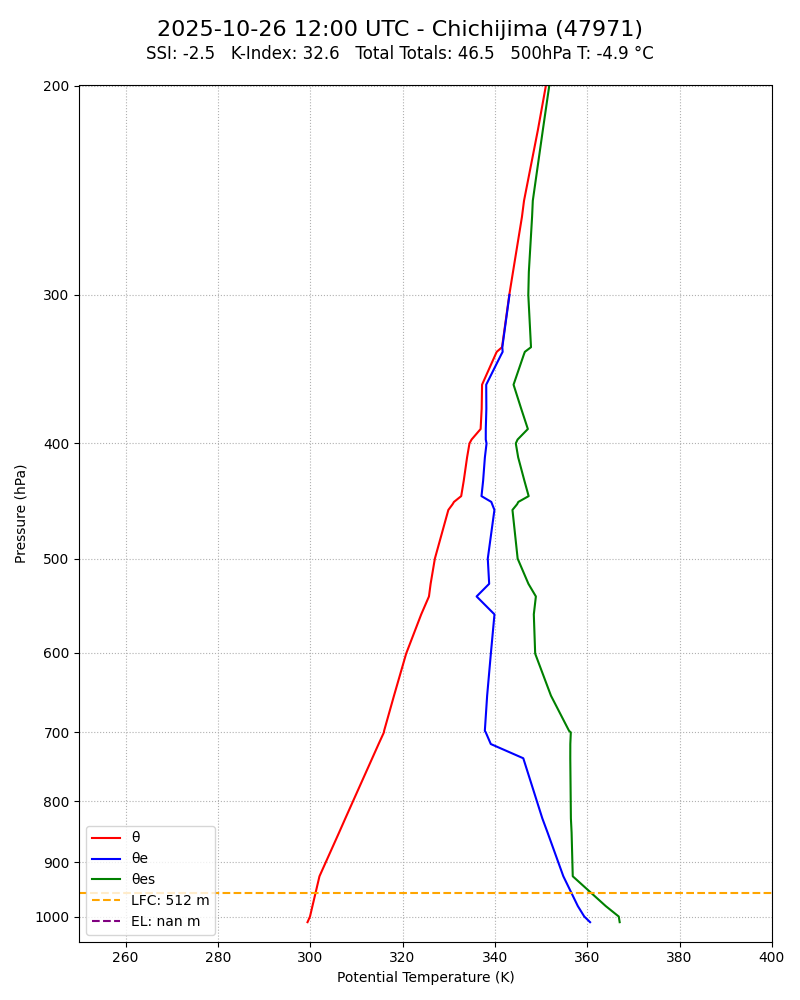 2025-10-26 12:00 UTC - Chichijima (47971)
SSI: -2.5 K-Index: 32.6 Total Totals: 46.5 500hPa T: -4.9 °C
200
300
400
500
600
700
800
900
1000
Pressure (hPa)
θ
θe
θes
LFC: 512 m
EL: nan m
260 280 300 320 340 360 380 400
Potential Temperature (K)